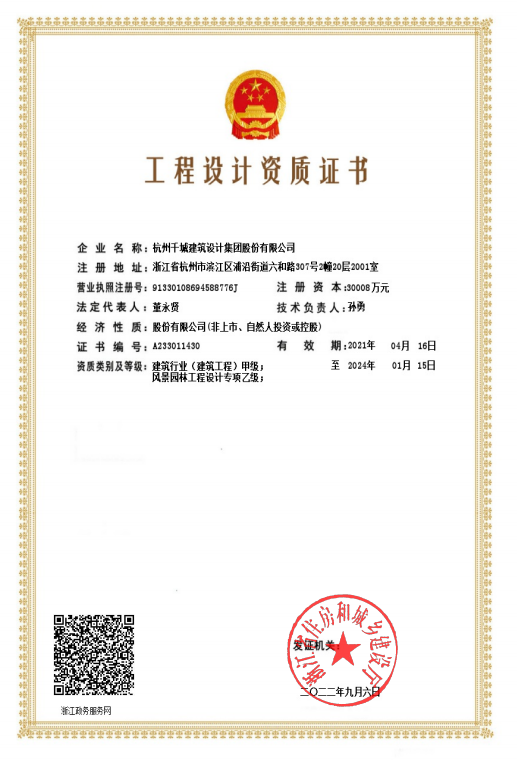 工程设计资质证书
企业名称：杭州千城建筑设计集团股份有限公司
注册地址：浙江省杭州市滨江区浦沿街道六和路307号2幢20层2001室
营业执照注册号：91330108694588776J 注册资本：30008万元
法定代表人：董永贤 技术负责人：孙勇
经济性质：股份有限公司(非上市、自然人投资或控股)
证书编号：A233011430 有效期：2021年 04月 16日
资质类别及等级：建筑行业（建筑工程）甲级； 至 2024年 01月 15日
风景园林工程设计专项乙级；
浙江省住房和城乡建设厅
发证机关：
二〇二二年九月六日
浙江政务服务网